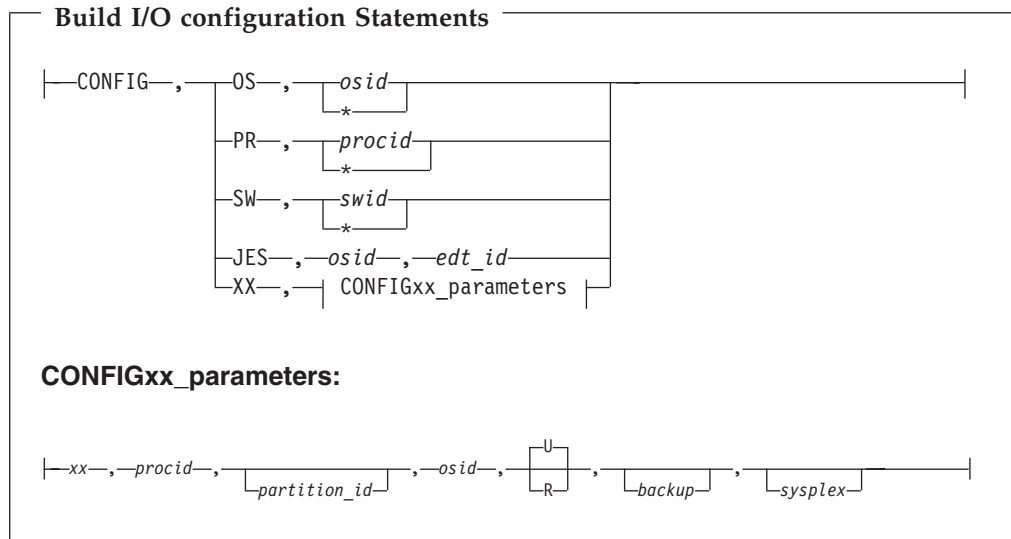 Build I/O configuration Statements
CONFIG , OS , osid
*
PR , procid
*
SW , swid
*
JES , osid , edt_id
XX , CONFIGxx_parameters
CONFIGxx_parameters:
U
xx , procid , , osid , , ,
partition_id R backup sysplex